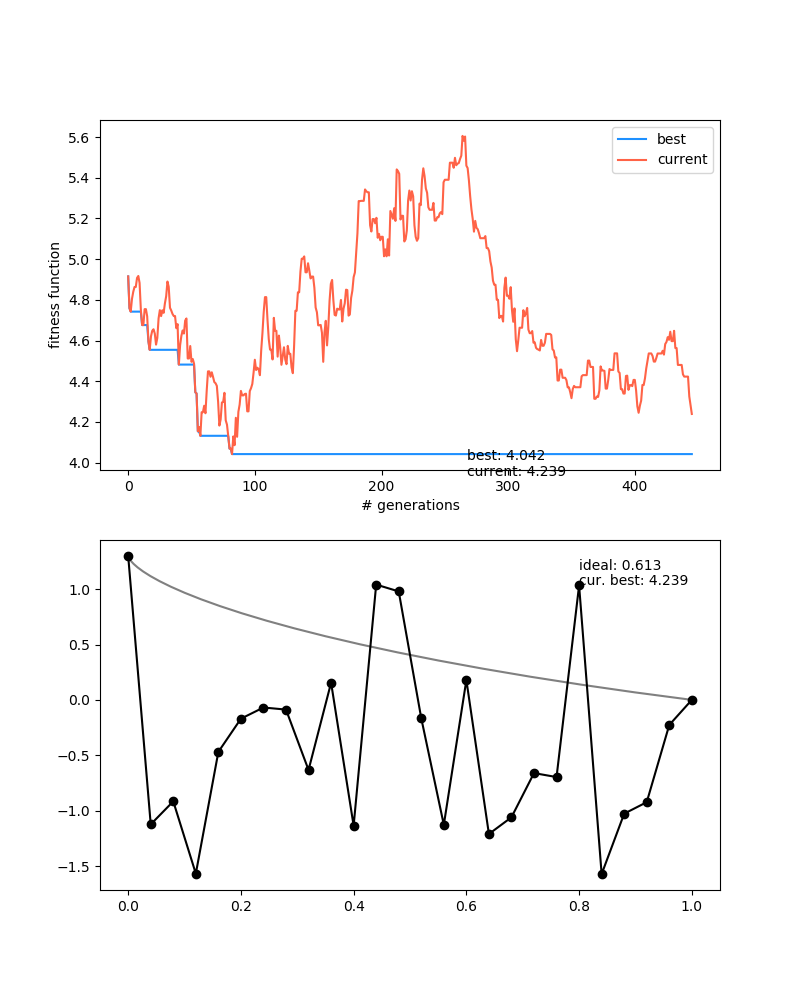 5.6
5.4
5.2
5.0
4.8
4.6
4.4
4.2
4.0
fitness function
best
current
best: 4.042
current: 4.239
0 100 200 300 400
# generations
1.0
0.5
0.0
−0.5
−1.0
−1.5
ideal: 0.613
cur. best: 4.239
0.0 0.2 0.4 0.6 0.8 1.0